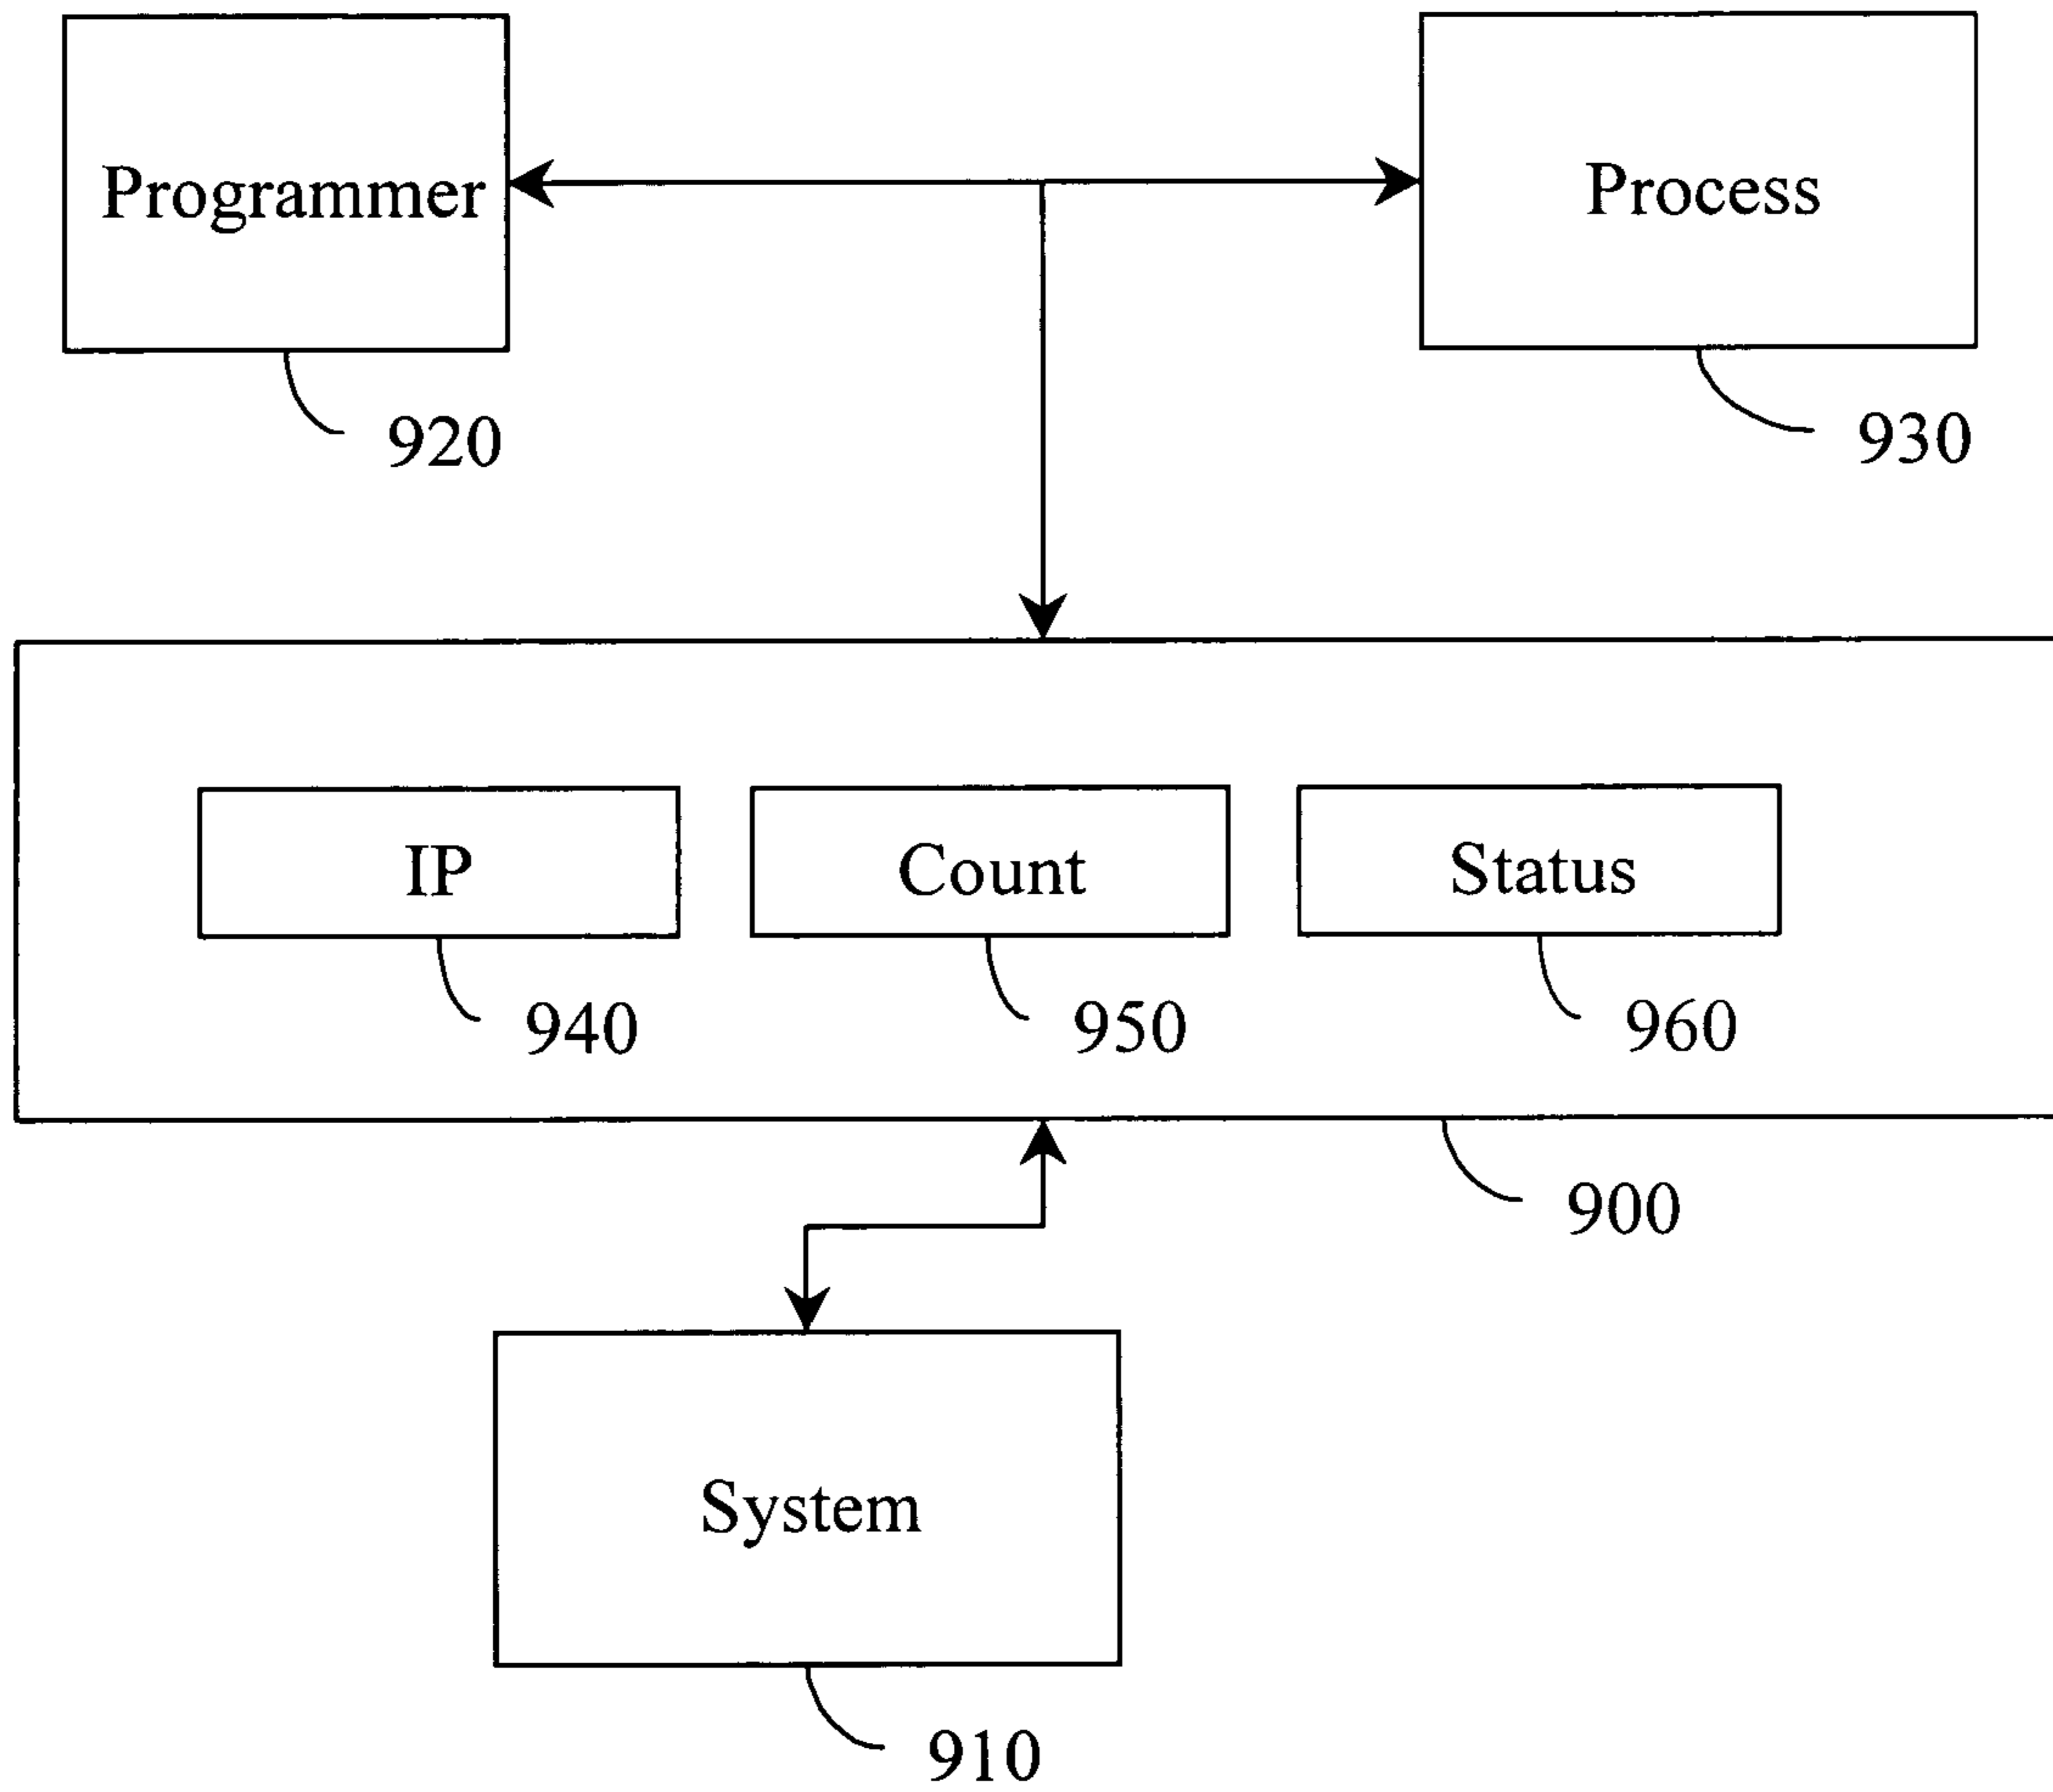 Programmer
Process
920
930
IP
Count
Status
940
950
960
900
System
910